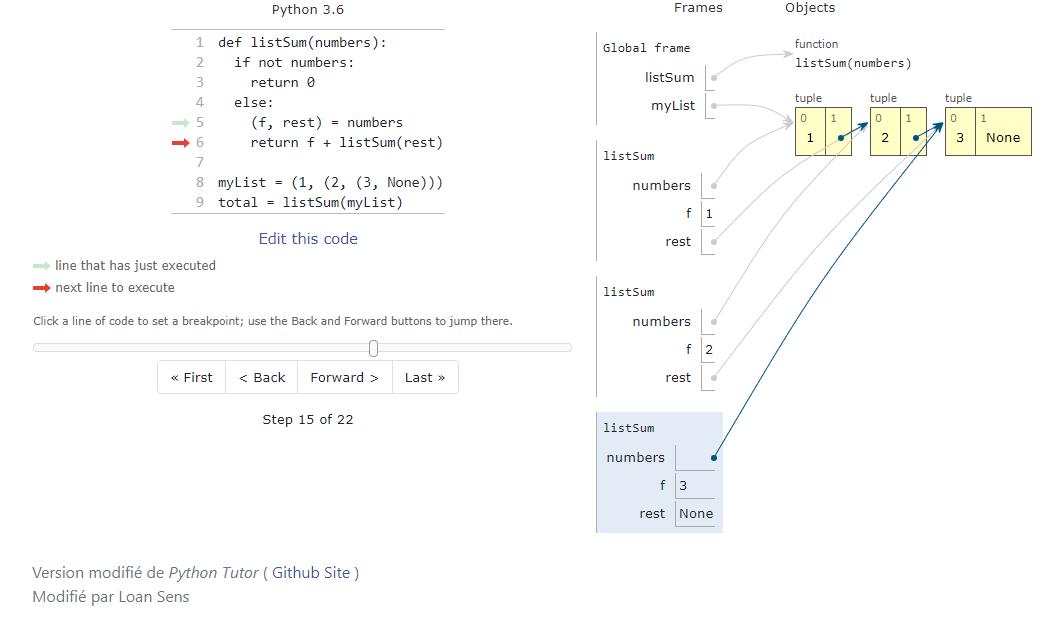 Python 3.6
1 def listSum(numbers):
2 if not numbers:
3 return 0
4 else:
5 (f, rest) = numbers
6 return f + listSum(rest)
7
8 myList = (1, (2, (3, None)))
9 total = listSum(myList)
Edit this code
line that has just executed
next line to execute
Click a line of code to set a breakpoint; use the Back and Forward buttons to jump there.
« First < Back Forward > Last »
Step 15 of 22
Frames Objects
Global frame
listSum
myList
function
listSum(numbers)
tuple tuple tuple
0 1 0 1 0 1
1 2 3 None
listSum
numbers
f 1
rest
listSum
numbers
f 2
rest
listSum
numbers
f 3
rest None
Version modifié de Python Tutor ( Github Site )
Modifié par Loan Sens